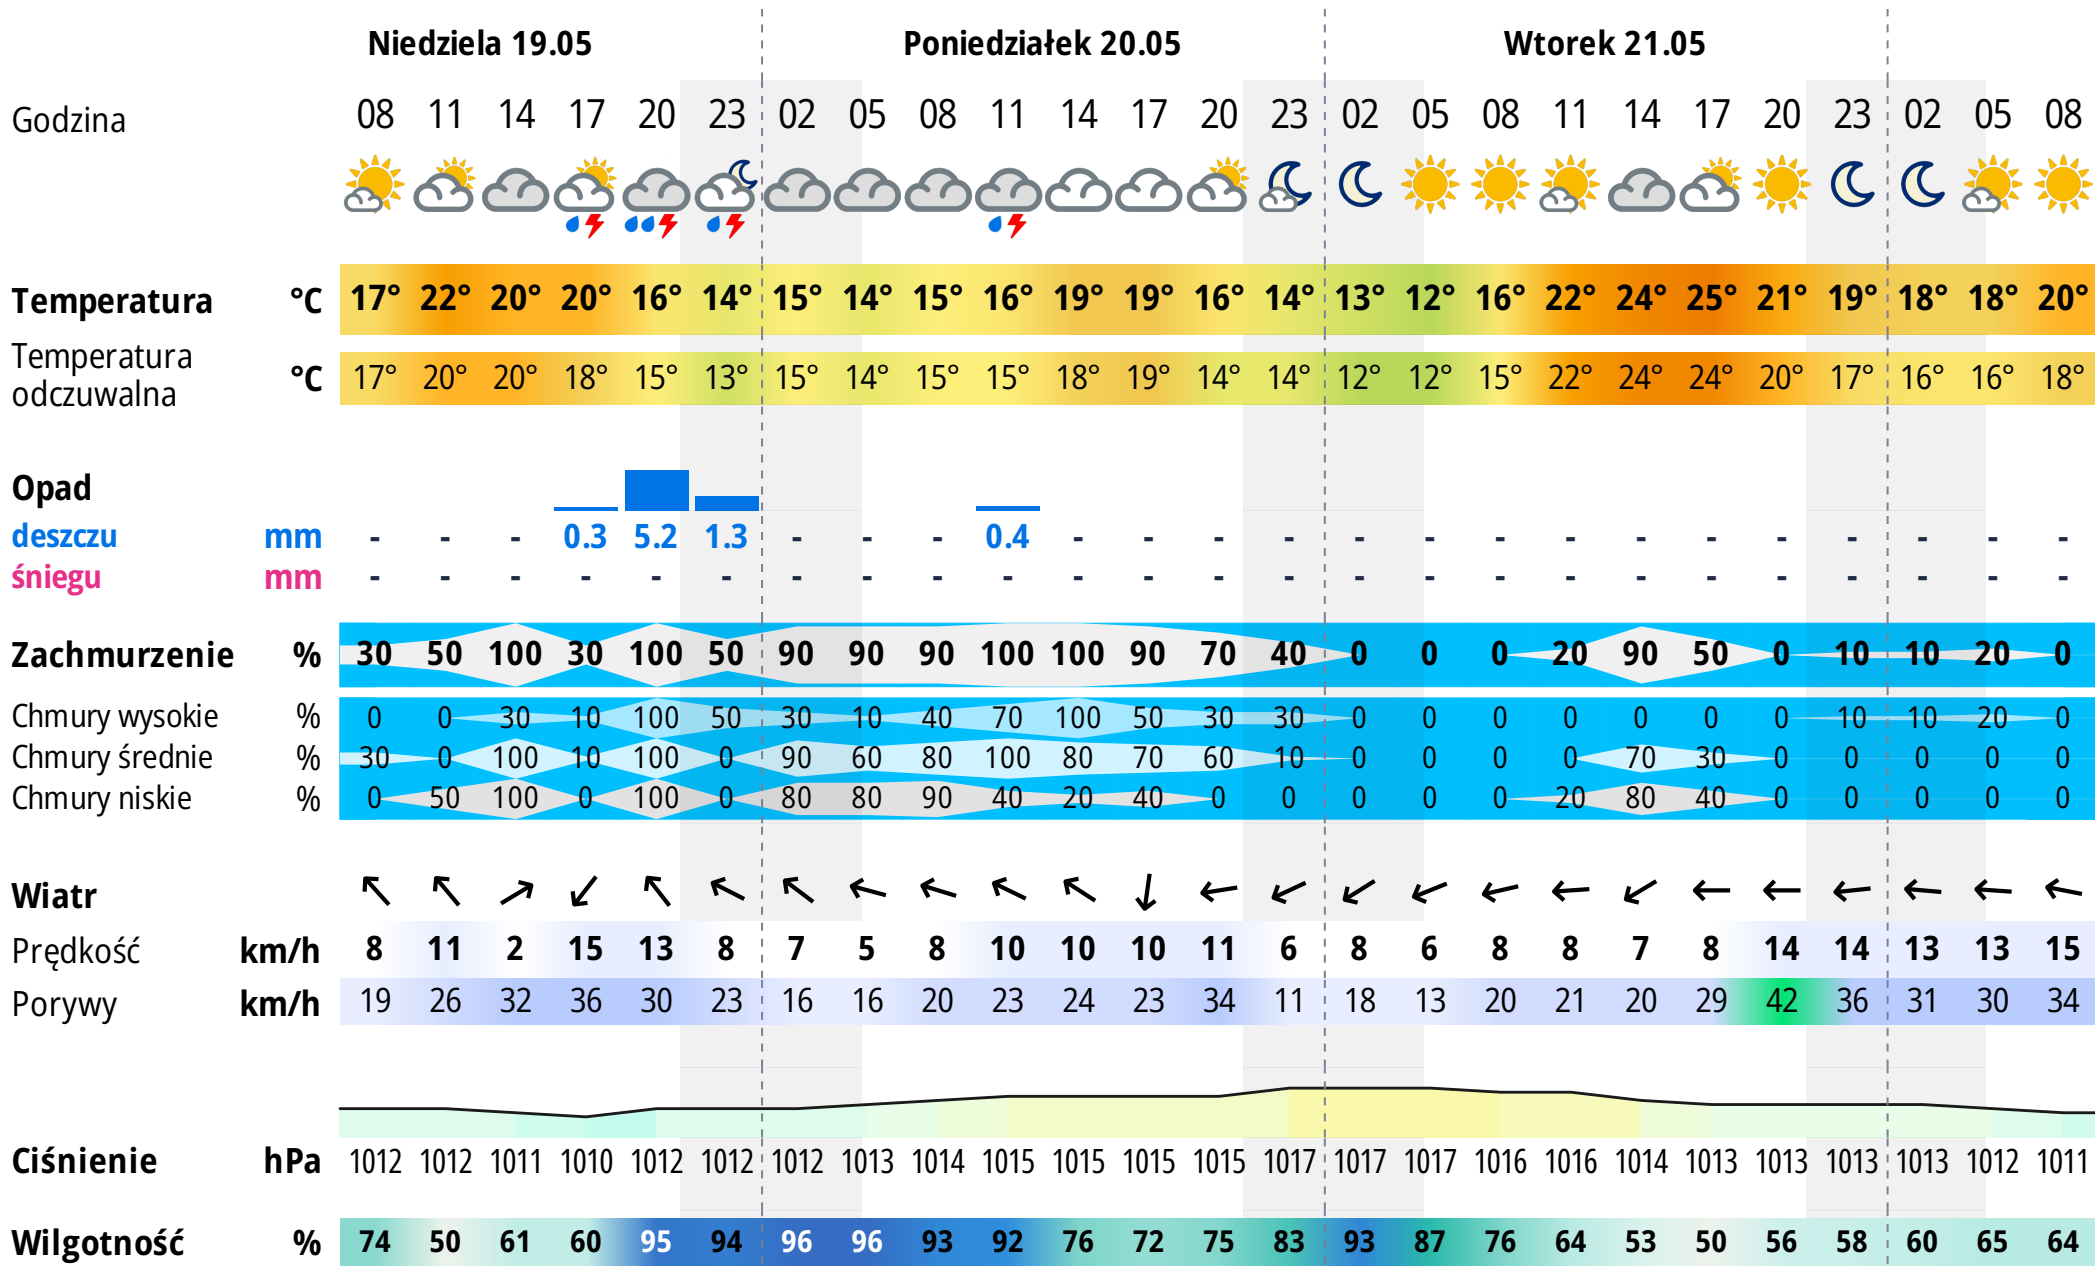 Niedziela 19.05 Poniedziałek 20.05 Wtorek 21.05
Godzina 08 11 14 17 20 23 02 05 08 11 14 17 20 23 02 05 08 11 14 17 20 23 02 05 08
Temperatura °C 17° 22° 20° 20° 16° 14° 15° 14° 15° 16° 19° 19° 16° 14° 13° 12° 16° 22° 24° 25° 21° 19° 18° 18° 20°
Temperatura
odczuwalna °C 17° 20° 20° 18° 15° 13° 15° 14° 15° 15° 18° 19° 14° 14° 12° 12° 15° 22° 24° 24° 20° 17° 16° 16° 18°
Opad
deszczu mm - - - 0.3 5.2 1.3 - - - 0.4 - - - - - - - - - - - - - - -
śniegu mm - - - - - - - - - - - - - - - - - - - - - - - - -
Zachmurzenie % 30 50 100 30 100 50 90 90 90 100 100 90 70 40 0 0 0 20 90 50 0 10 10 20 0
Chmury wysokie % 0 0 30 10 100 50 30 10 40 70 100 50 30 30 0 0 0 0 0 0 0 10 10 20 0
Chmury średnie % 30 0 100 10 100 0 90 60 80 100 80 70 60 10 0 0 0 0 70 30 0 0 0 0 0
Chmury niskie % 0 50 100 0 100 0 80 80 90 40 20 40 0 0 0 0 0 20 80 40 0 0 0 0 0
Wiatr
Prędkość km/h 8 11 2 15 13 8 7 5 8 10 10 10 11 6 8 6 8 8 7 8 14 14 13 13 15
Porywy km/h 19 26 32 36 30 23 16 16 20 23 24 23 34 11 18 13 20 21 20 29 42 36 31 30 34
Ciśnienie hPa 1012 1012 1011 1010 1012 1012 1012 1013 1014 1015 1015 1015 1015 1017 1017 1017 1016 1016 1014 1013 1013 1013 1013 1012 1011
Wilgotność % 74 50 61 60 95 94 96 96 93 92 76 72 75 83 93 87 76 64 53 50 56 58 60 65 64